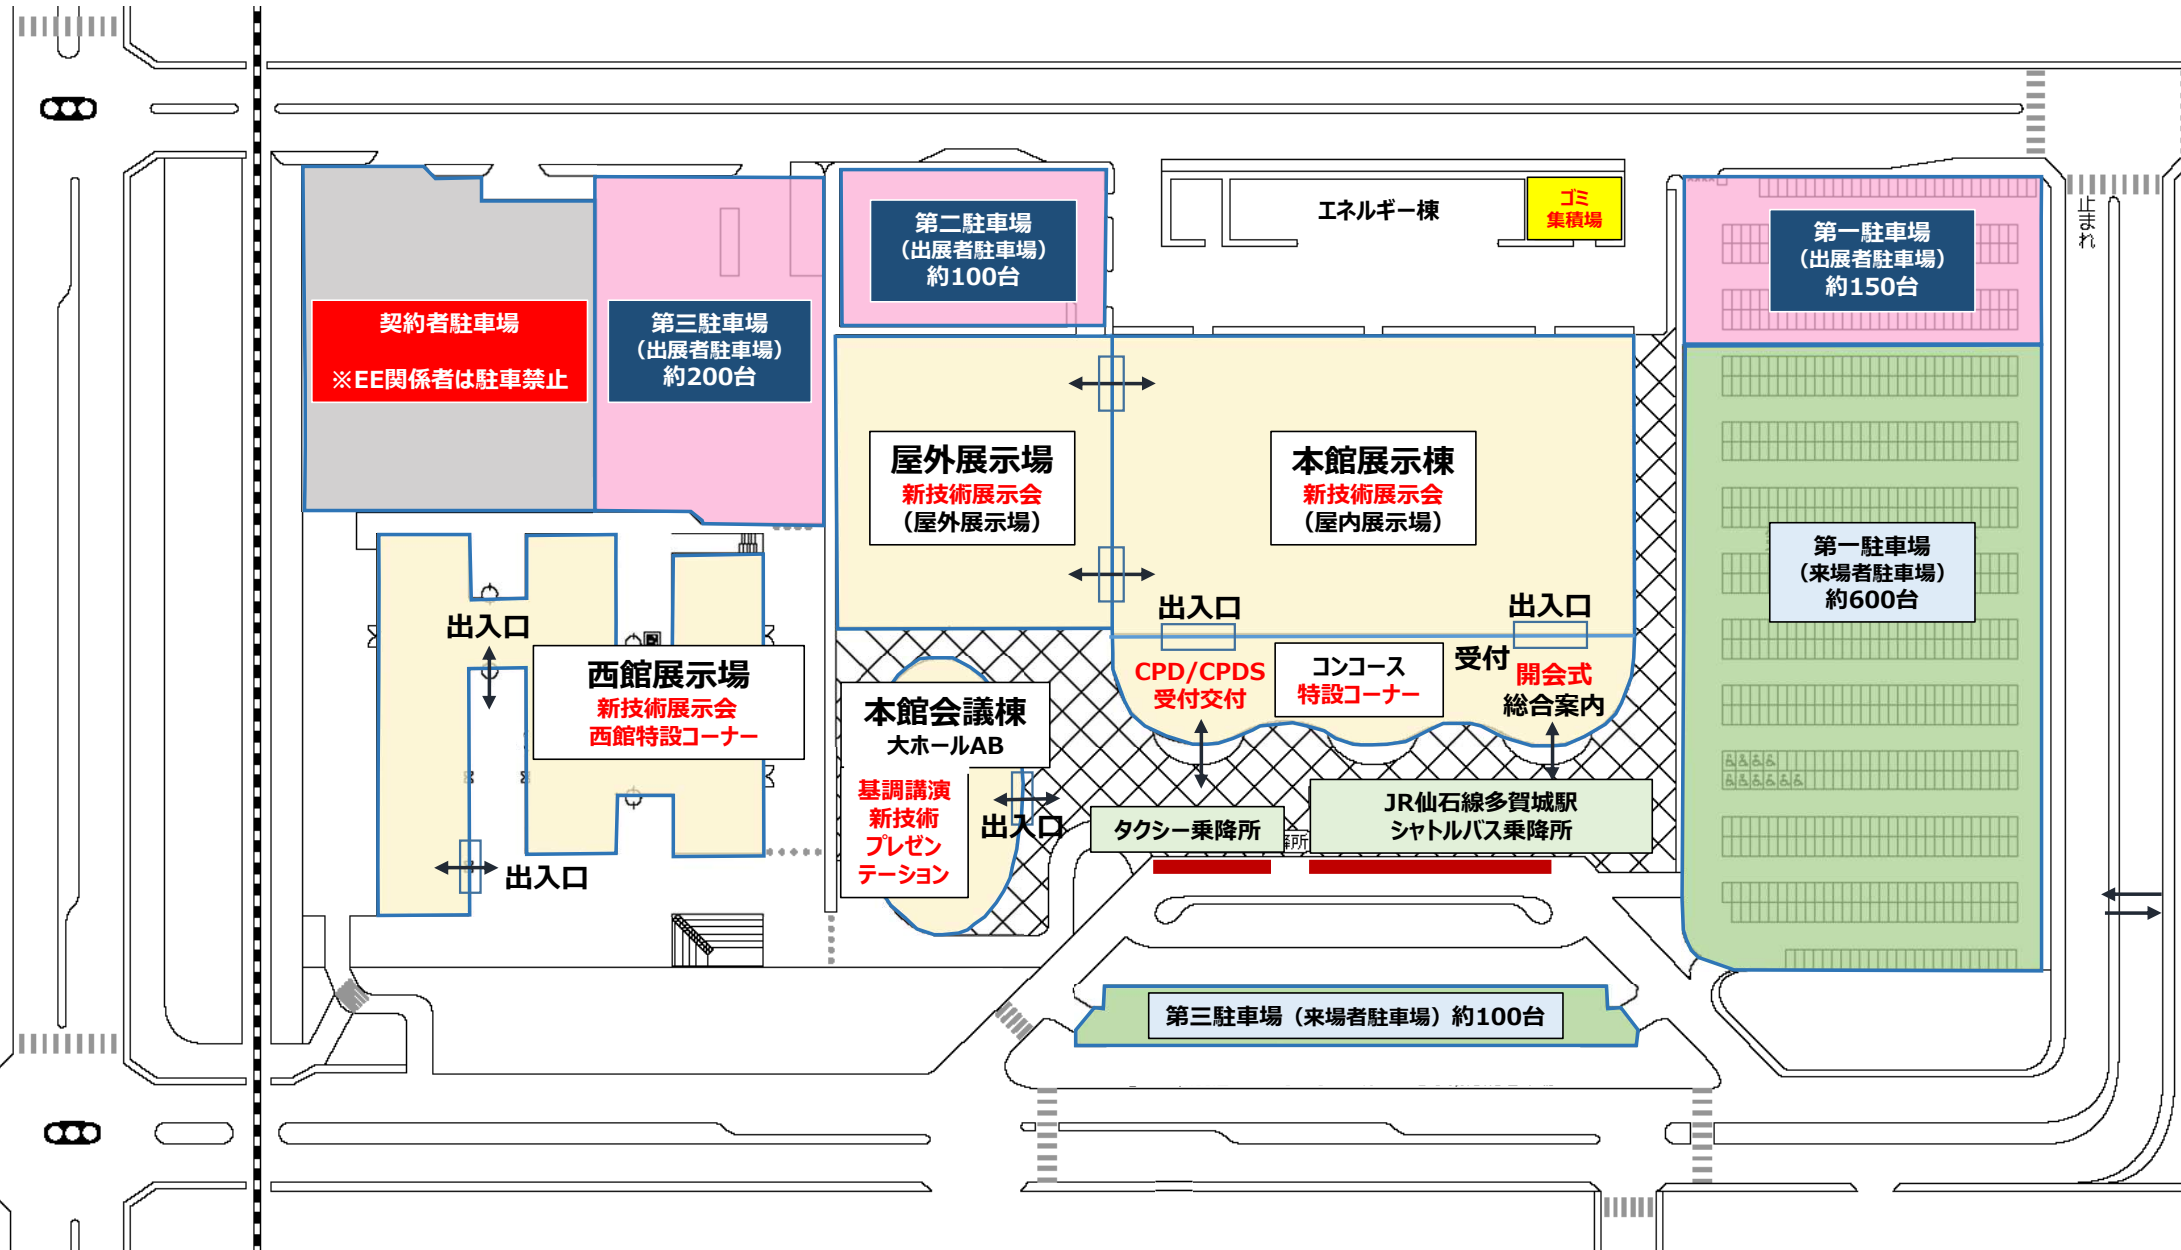 ゴミ
集積場
エネルギー棟
第二駐車場
（出展者駐車場）
約100台
第一駐車場
（出展者駐車場）
約150台
止まれ
契約者駐車場
※EE関係者は駐車禁止
第三駐車場
（出展者駐車場）
約200台
屋外展示場
新技術展示会
（屋外展示場）
本館展示棟
新技術展示会
（屋内展示場）
第一駐車場
（来場者駐車場）
約600台
出入口
出入口
出入口
西館展示場
新技術展示会
西館特設コーナー
CPD/CPDS
受付交付
コンコース
特設コーナー
受付
開会式
総合案内
本館会議棟
大ホールAB
基調講演
新技術
プレゼン
テーション
出入口
出入口
タクシー乗降所
JR仙石線多賀城駅
シャトルバス乗降所
第三駐車場（来場者駐車場）約100台